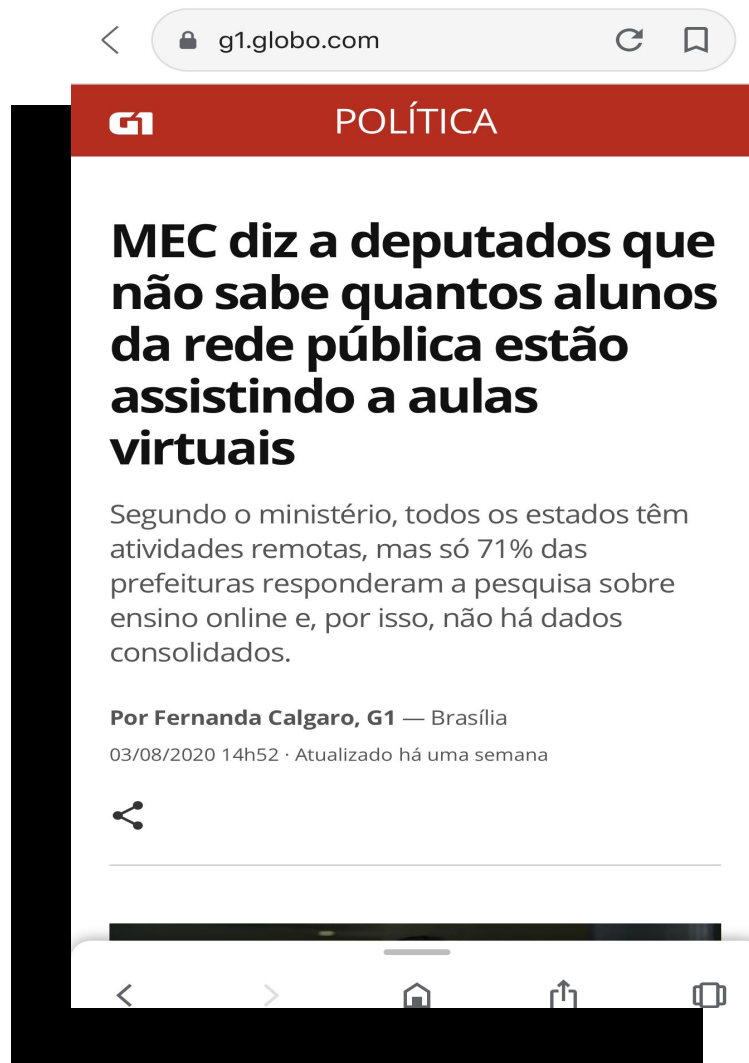 g1.globo.com
G1
POLÍTICA
MEC diz a deputados que
não sabe quantos alunos
da rede pública estão
assistindo a aulas
virtuais
Segundo o ministério, todos os estados têm
atividades remotas, mas só 71% das
prefeituras responderam a pesquisa sobre
ensino online e, por isso, não há dados
consolidados.
Por Fernanda Calgaro, G1 — Brasília
03/08/2020 14h52 · Atualizado há uma semana